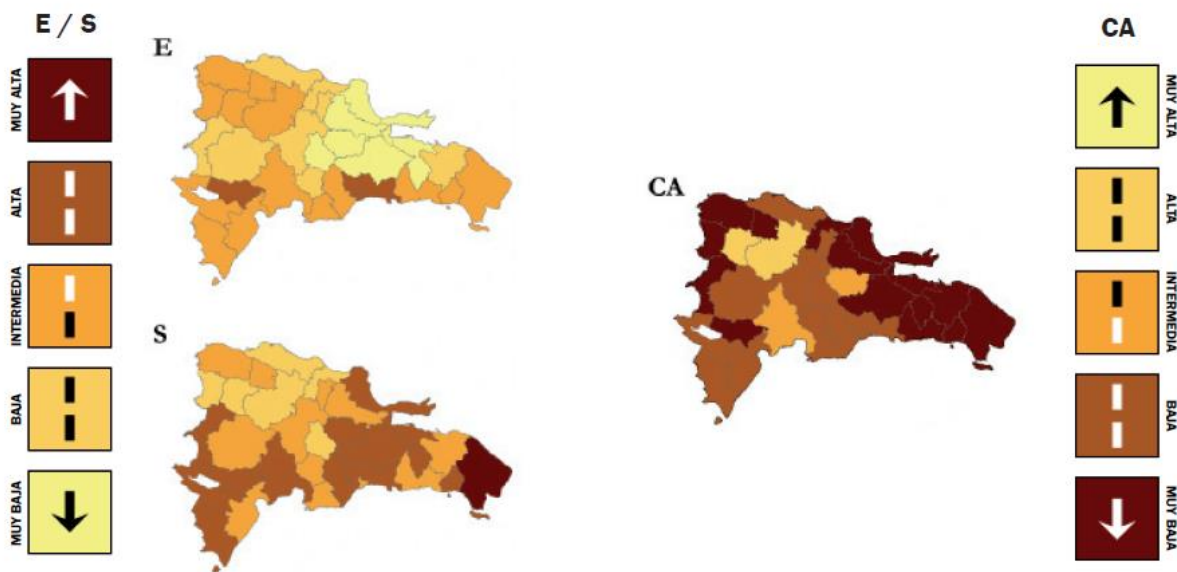 E / S
MUY ALTA
ALTA
INTERMEDIA
BAJA
MUY BAJA
E
S
CA
CA
MUY ALTA
ALTA
INTERMEDIA
BAJA
MUY BAJA